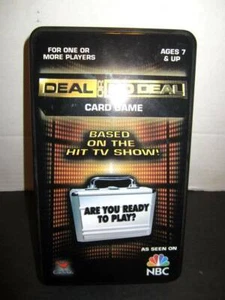 FOR ONE OR
MORE PLAYERS
AGES 7
& UP
DEAL OR NO DEAL
CARD GAME
BASED
ON THE
HIT TV SHOW!
ARE YOU READY
TO PLAY?
AS SEEN ON
NBC